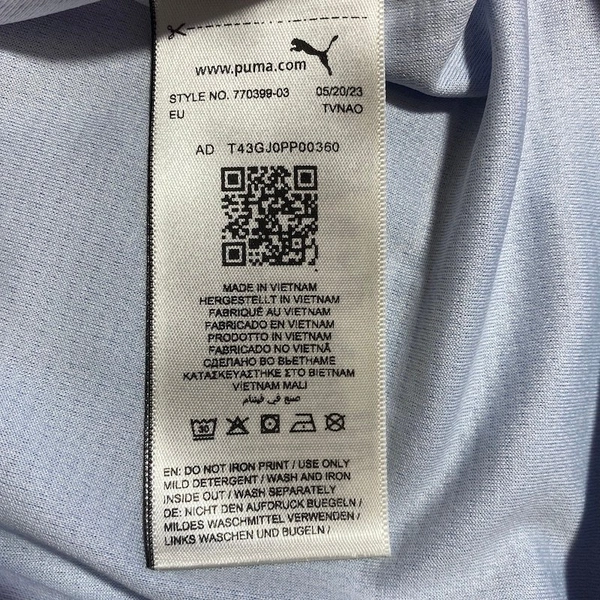 www.puma.com
STYLE NO. 770399-03 05/20/23
EU TVNAO
AD T43GJ0PP00360
MADE IN VIETNAM
HERGESTELLT IN VIETNAM
FABRIQUÉ AU VIETNAM
FABRICADO EN VIETNAM
PRODOTTO IN VIETNAM
FABRICADO NO VIETNÃ
СДЕЛАНО ВО ВЬЕТНАМЕ
ΚΑΤΑΣΚΕΥΑΣΤΗΚΕ ΣΤΟ ΒΙΕΤΝΑΜ
VIETNAM MALI
صنع في فيتنام
30
EN: DO NOT IRON PRINT / USE ONLY
MILD DETERGENT / WASH AND IRON
INSIDE OUT / WASH SEPARATELY
DE: NICHT DEN AUFDRUCK BUEGELN /
MILDES WASCHMITTEL VERWENDEN /
LINKS WASCHEN UND BUGELN /